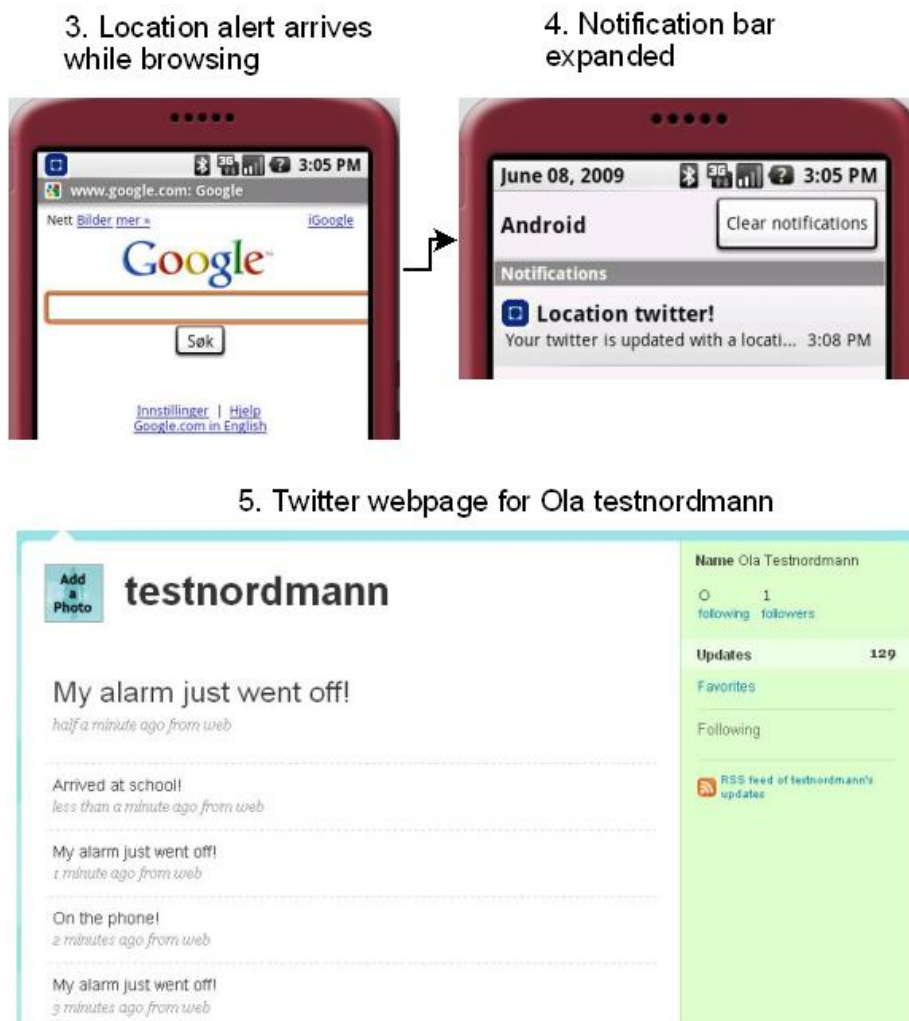 3. Location alert arrives
while browsing
4. Notification bar
expanded
3G
3:05 PM
www.google.com: Google
Nett Bilder mer »
iGoogle
Google™
Søk
Innstillinger | Hjelp
Google.com in English
June 08, 2009
3G
3:05 PM
Android
Clear notifications
Notifications
Location twitter!
Your twitter is updated with a locati... 3:08 PM
5. Twitter webpage for Ola testnordmann
Add
a
Photo
testnordmann
My alarm just went off!
half a minute ago from web
Arrived at school!
less than a minute ago from web
My alarm just went off!
1 minute ago from web
On the phone!
2 minutes ago from web
My alarm just went off!
3 minutes ago from web
Name Ola Testnordmann
0 1
following followers
Updates 129
Favorites
Following
RSS feed of testnordmann's
updates